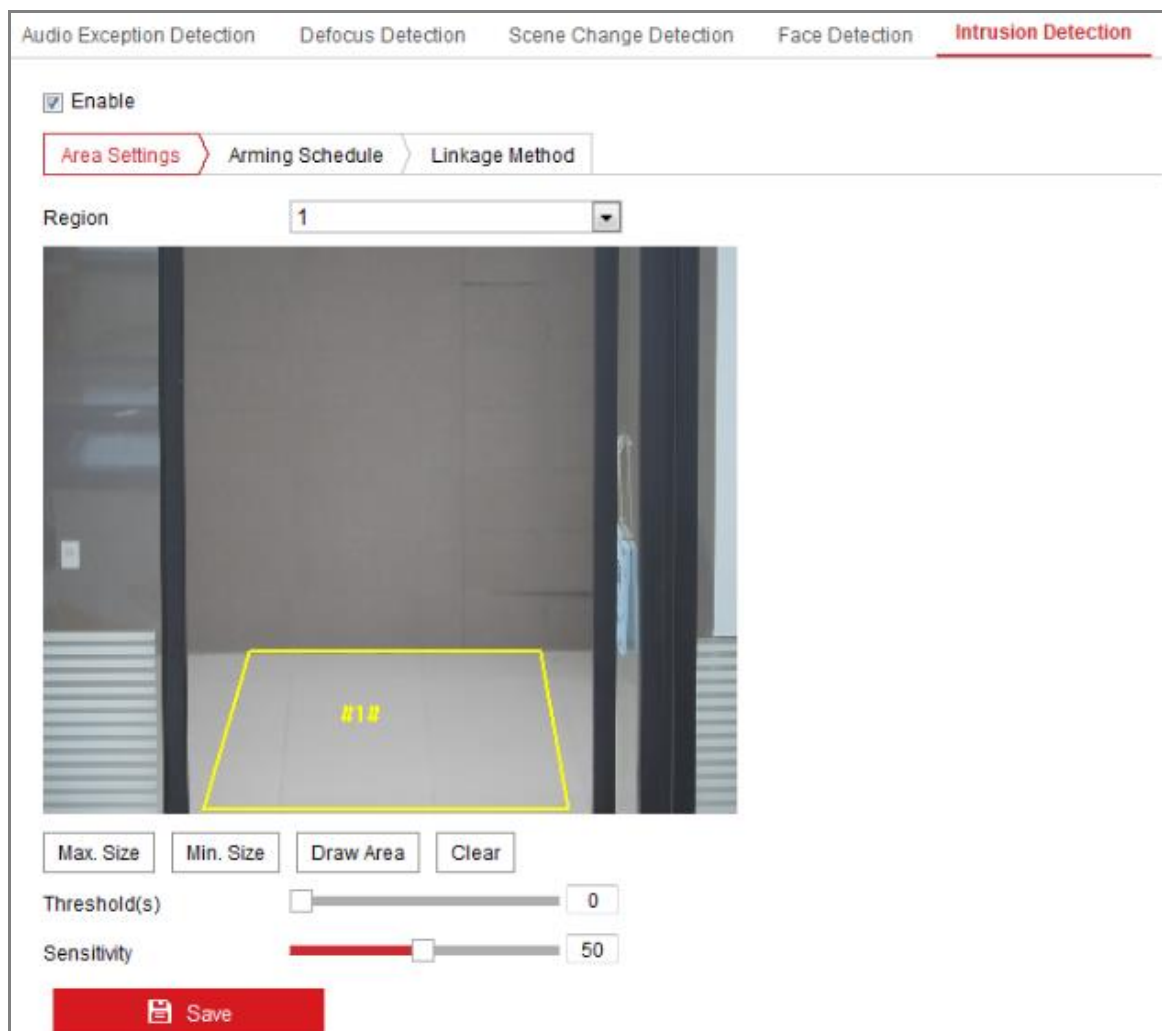 Audio Exception Detection Defocus Detection Scene Change Detection Face Detection Intrusion Detection
Enable
Area Settings Arming Schedule Linkage Method
Region 1
#1#
Max. Size Min. Size Draw Area Clear
Threshold(s) 0
Sensitivity 50
Save